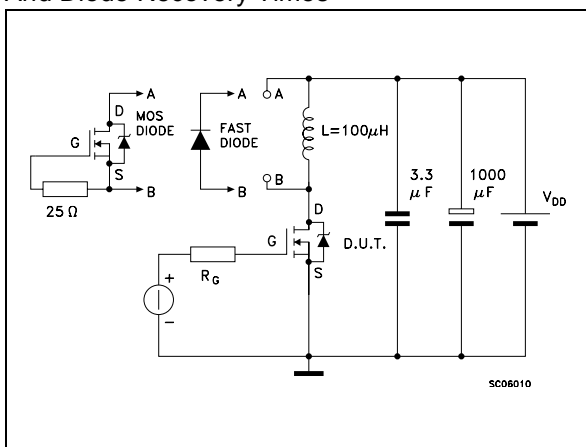 And Diode Recovery Times
A
D
MOS
DIODE
G
S
B
25 Ω
A
FAST
DIODE
B
A
B
L=100μH
D
G
D.U.T.
S
RG
+
−
3.3
μF
1000
μF
VDD
SC06010